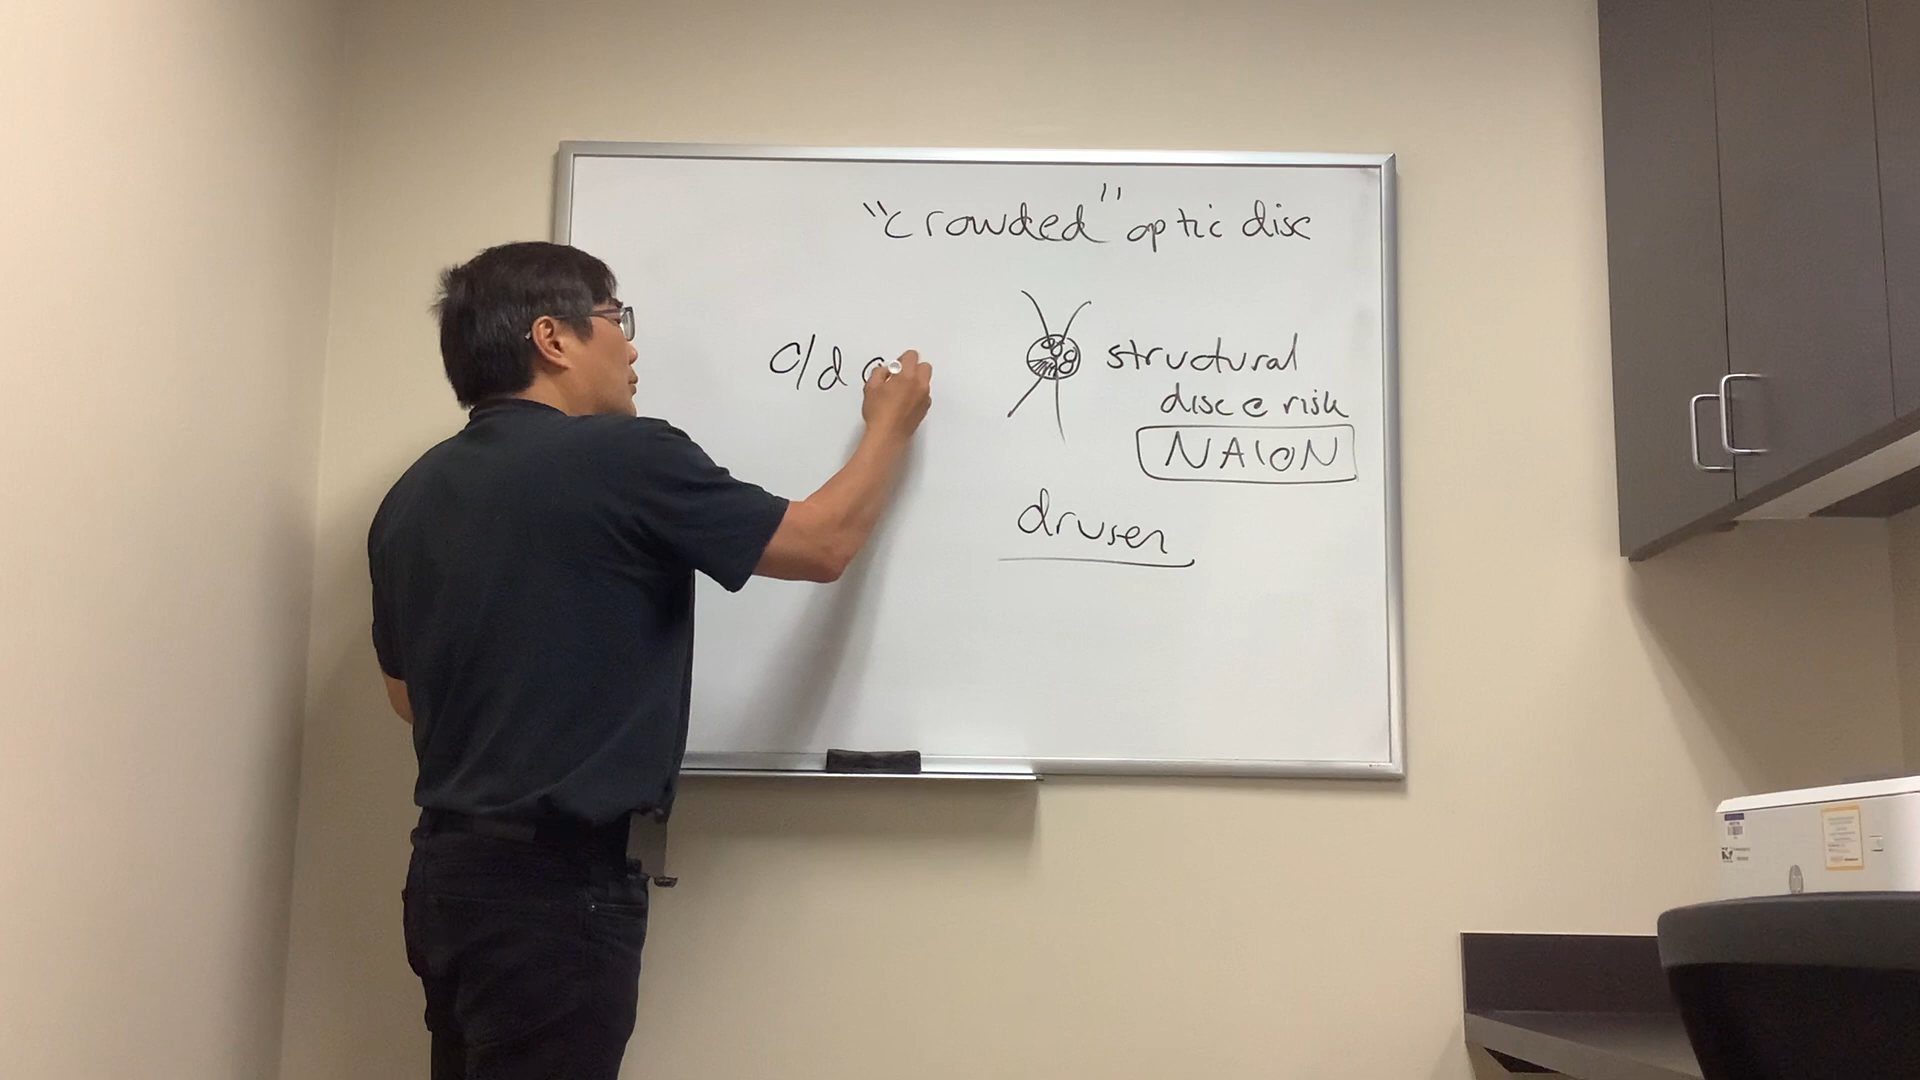 "crowded" optic disc
c/d
structural
disc c risk
NAION
drusen